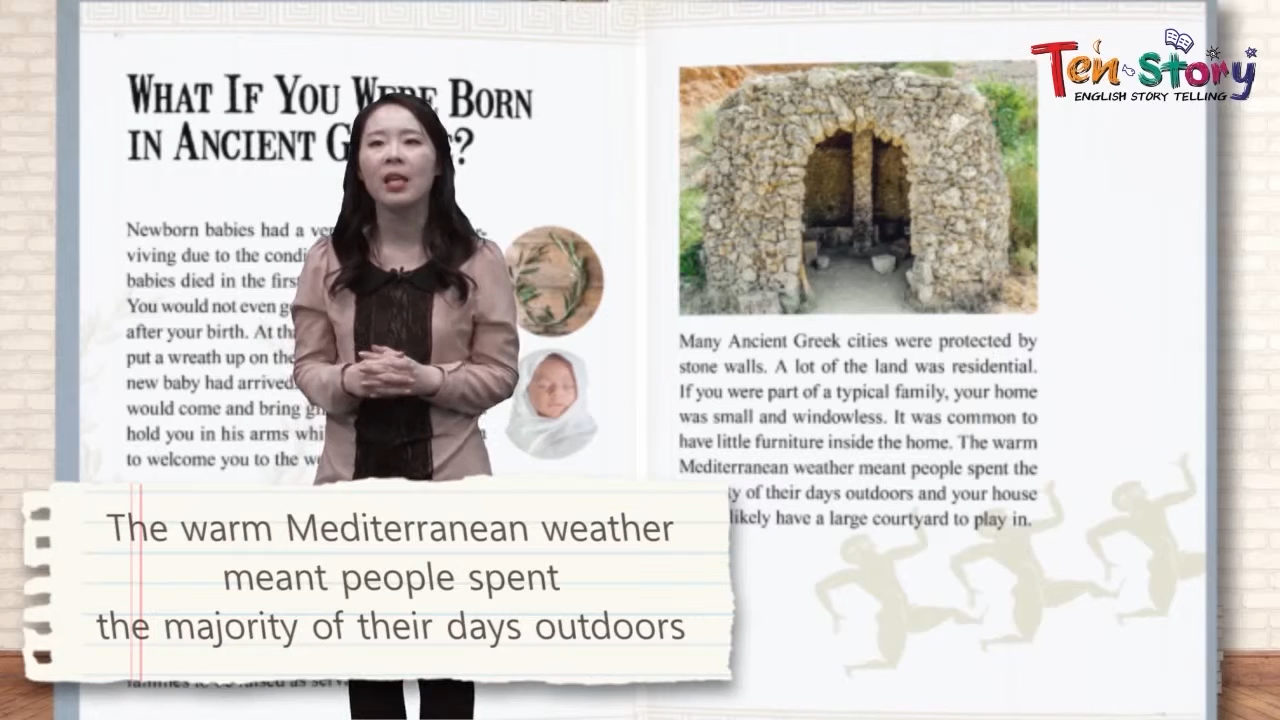 Ten Story
ENGLISH STORY TELLING
WHAT IF YOU WERE BORN
IN ANCIENT G E?
Newborn babies had a ver
viving due to the condi
babies died in the firs
You would not even g
after your birth. At th
put a wreath up on the
new baby had arrived
would come and bring g
hold you in his arms whi
to welcome you to the w
Many Ancient Greek cities were protected by
stone walls. A lot of the land was residential.
If you were part of a typical family, your home
was small and windowless. It was common to
have little furniture inside the home. The warm
Mediterranean weather meant people spent the
ty of their days outdoors and your house
likely have a large courtyard to play in.
The warm Mediterranean weather
meant people spent
the majority of their days outdoors